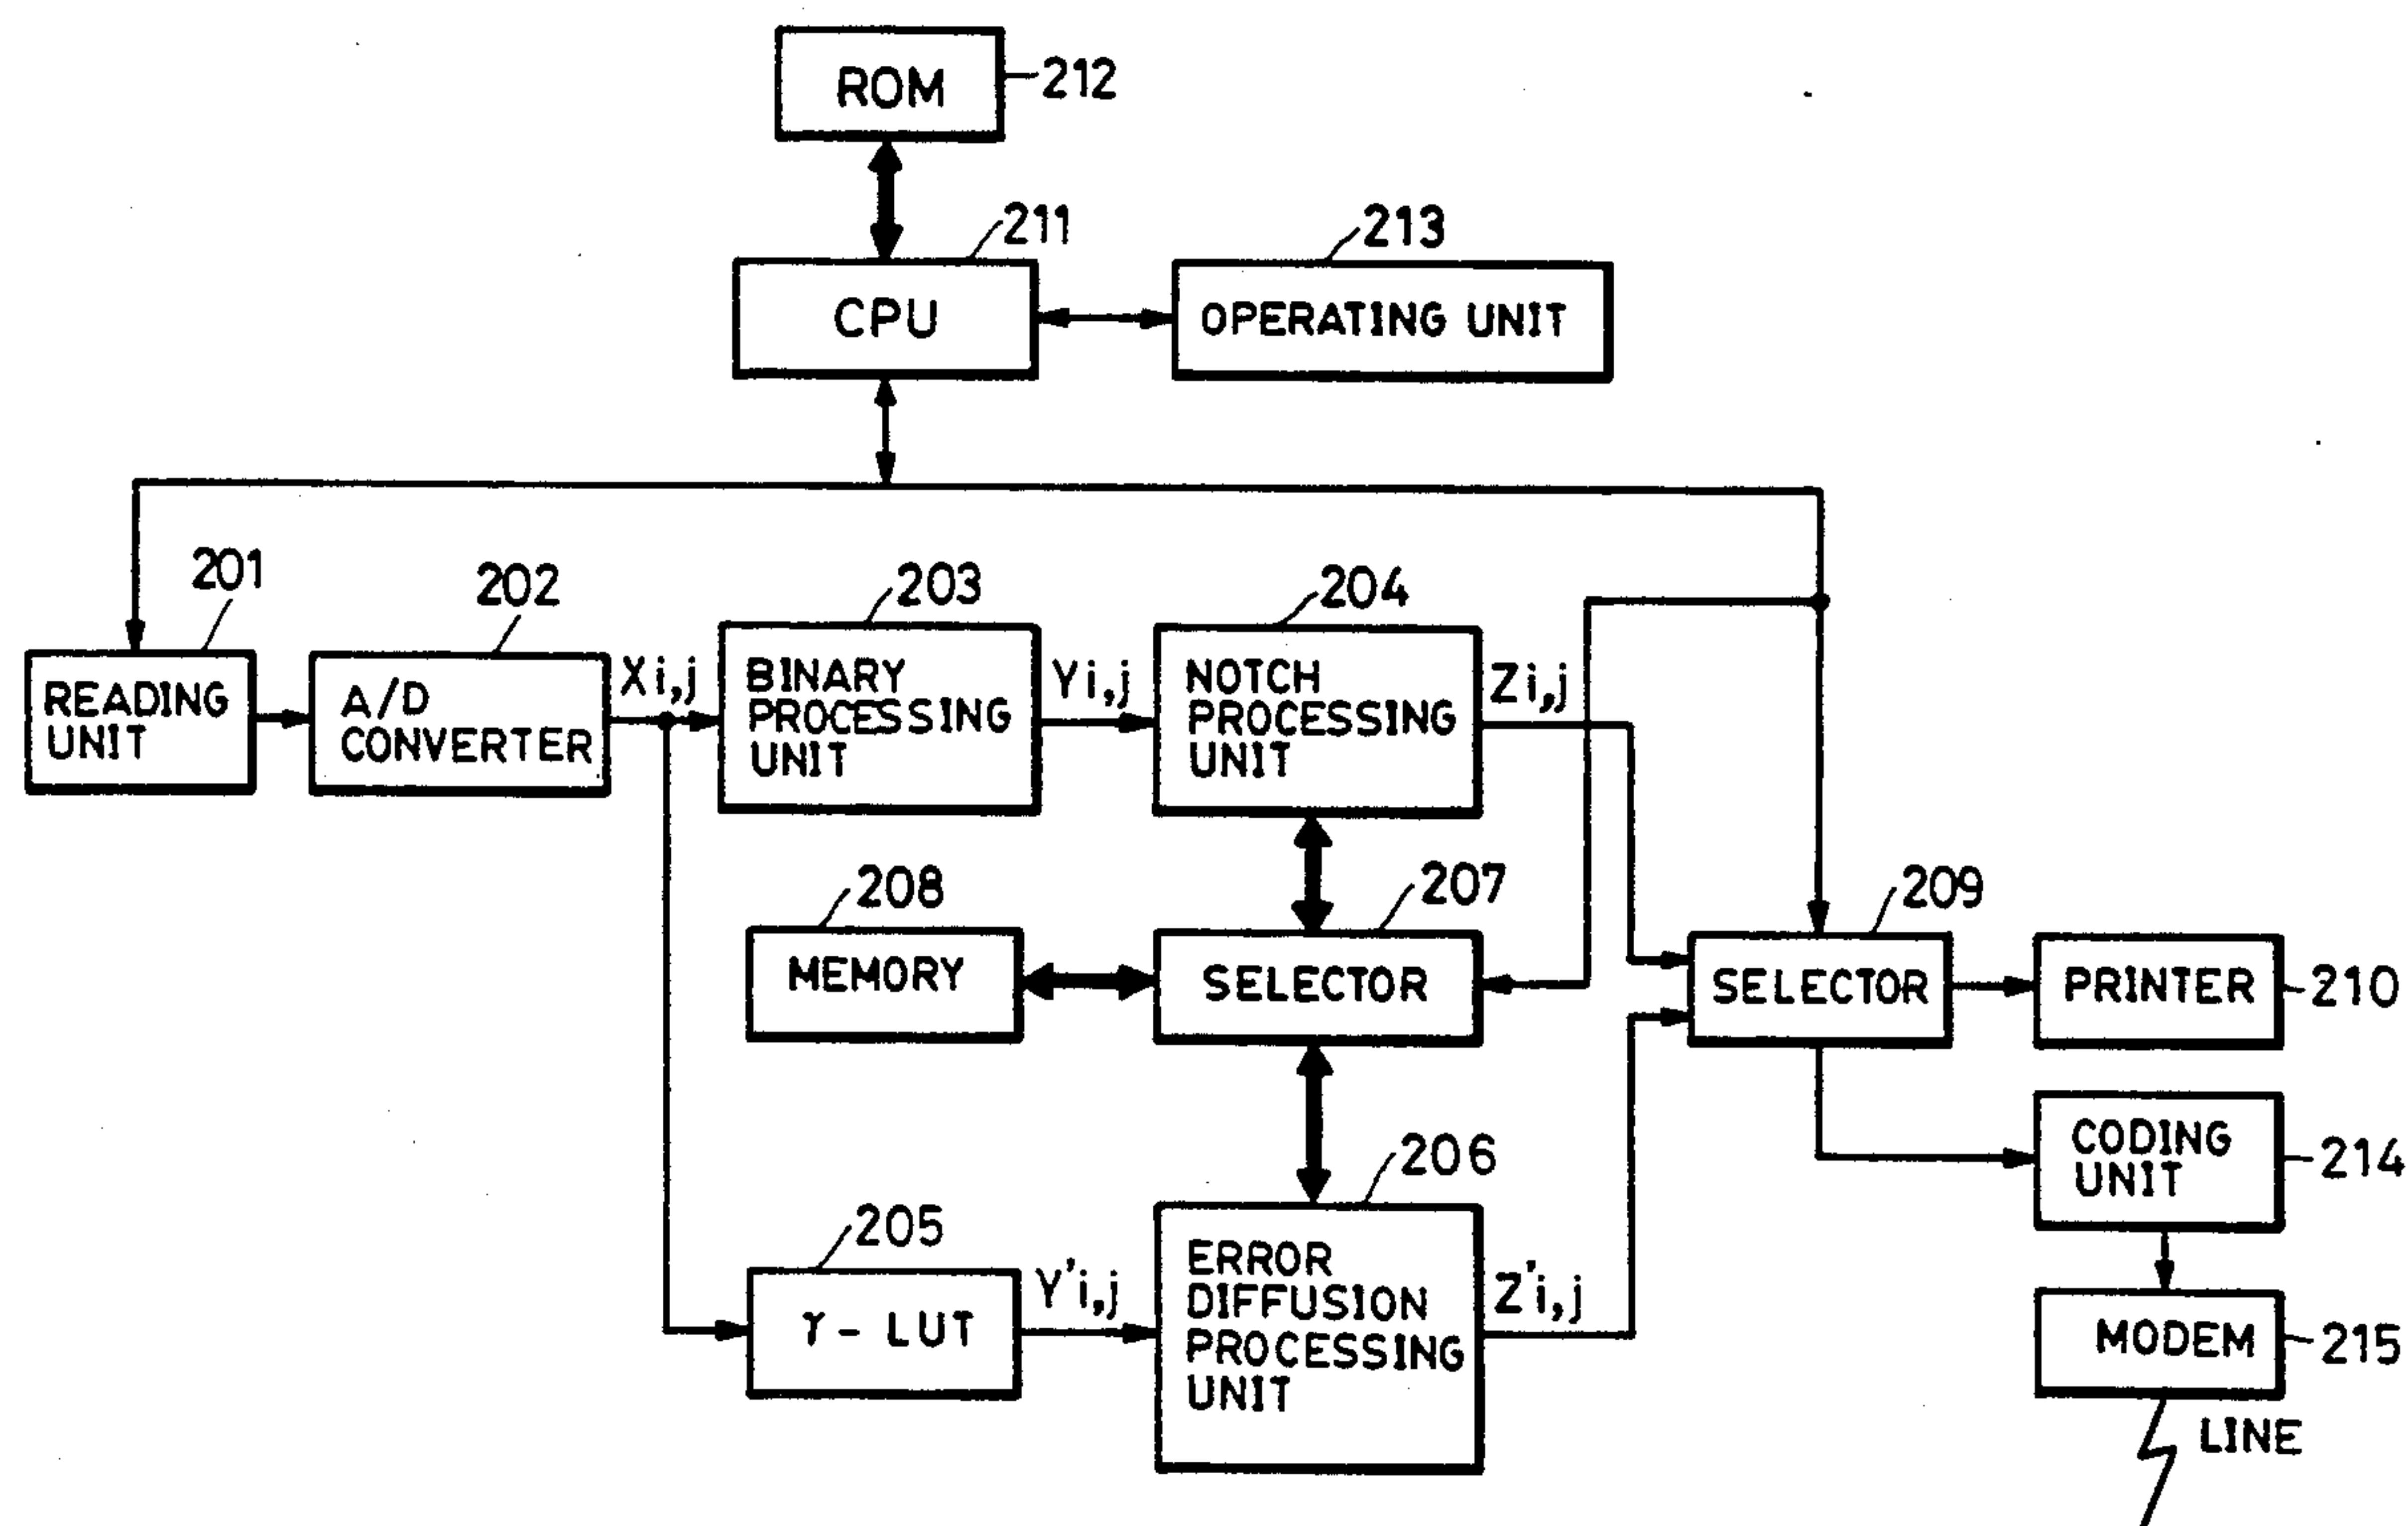 ROM
212
211
213
CPU
OPERATING UNIT
201
202
203
204
READING
UNIT
A/D
CONVERTER
Xi,j
BINARY
PROCESSING
UNIT
Yi,j
NOTCH
PROCESSING
UNIT
Zi,j
208
207
209
MEMORY
SELECTOR
SELECTOR
PRINTER
210
CODING
UNIT
214
205
206
γ - LUT
Y'i,j
ERROR
DIFFUSION
PROCESSING
UNIT
Z'i,j
MODEM
215
LINE